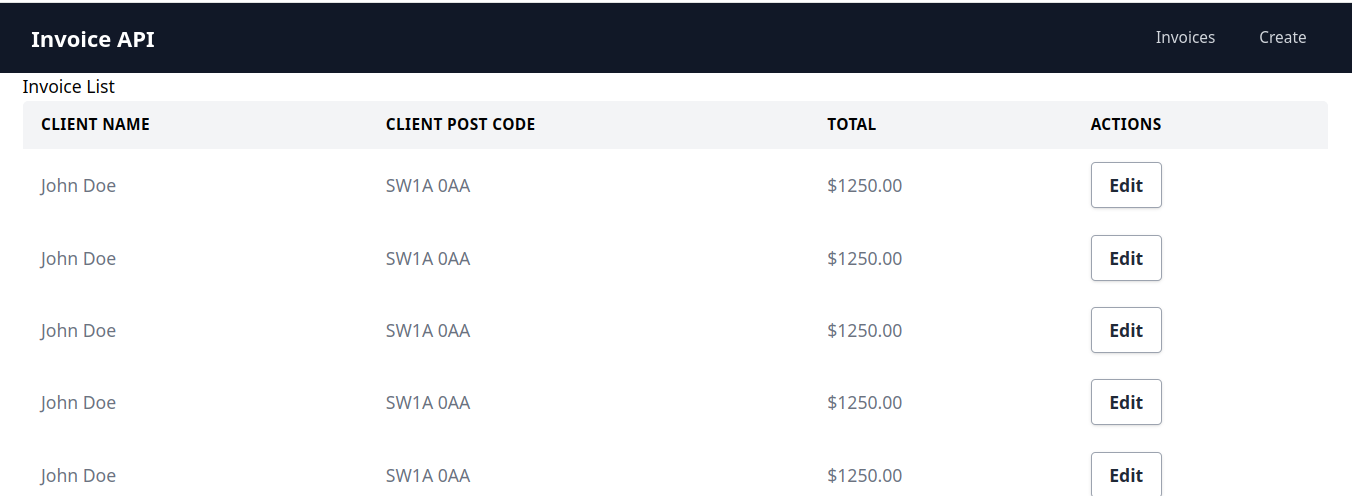 Invoice API Invoices Create
Invoice List
CLIENT NAME CLIENT POST CODE TOTAL ACTIONS
John Doe SW1A 0AA $1250.00 Edit
John Doe SW1A 0AA $1250.00 Edit
John Doe SW1A 0AA $1250.00 Edit
John Doe SW1A 0AA $1250.00 Edit
John Doe SW1A 0AA $1250.00 Edit